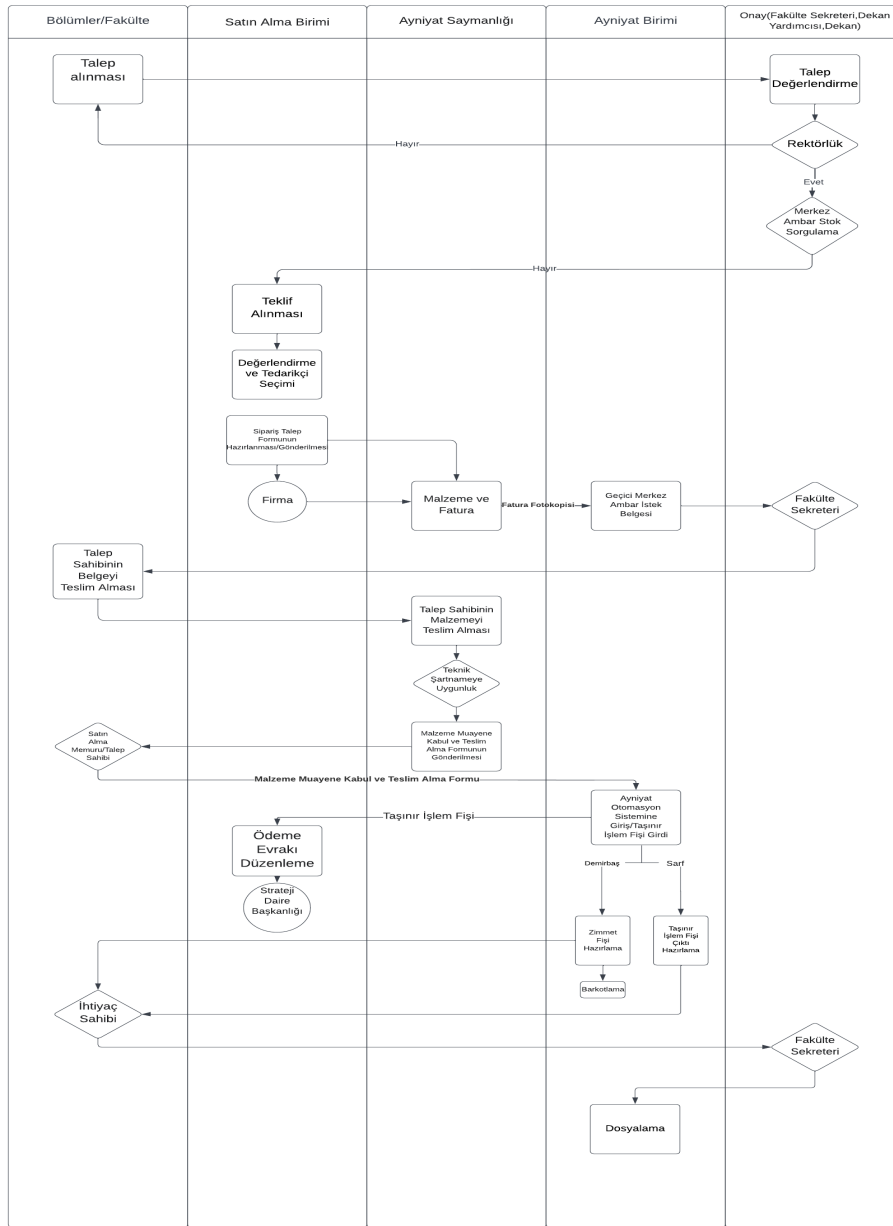 Bölümler/Fakülte
Satın Alma Birimi
Ayniyat Saymanlığı
Ayniyat Birimi
Onay(Fakülte Sekreteri,Dekan
Yardımcısı,Dekan)
Talep
alınması
Talep
Değerlendirme
Rektörlük
Hayır
Evet
Merkez
Ambar Stok
Sorgulama
Hayır
Teklif
Alınması
Değerlendirme
ve Tedarikçi
Seçimi
Sipariş Talep
Formunun
Hazırlanması/Gönderilmesi
Firma
Malzeme ve
Fatura
Fatura Fotokopisi
Geçici Merkez
Ambar İstek
Belgesi
Fakülte
Sekreteri
Talep
Sahibinin
Belgeyi
Teslim Alması
Talep Sahibinin
Malzemeyi
Teslim Alması
Teknik
Şartnameye
Uygunluk
Malzeme Muayene
Kabul ve Teslim
Alma Formunun
Gönderilmesi
Satın
Alma
Memuru/Talep
Sahibi
Malzeme Muayene Kabul ve Teslim Alma Formu
Ayniyat
Otomasyon
Sistemine
Giriş/Taşınır
İşlem Fişi Girdi
Taşınır İşlem Fişi
Ödeme
Evrakı
Düzenleme
Strateji
Daire
Başkanlığı
Demirbaş
Sarf
Zimmet
Fişi
Hazırlama
Taşınır
İşlem Fişi
Çıktı
Hazırlama
Barkotlama
İhtiyaç
Sahibi
Fakülte
Sekreteri
Dosyalama